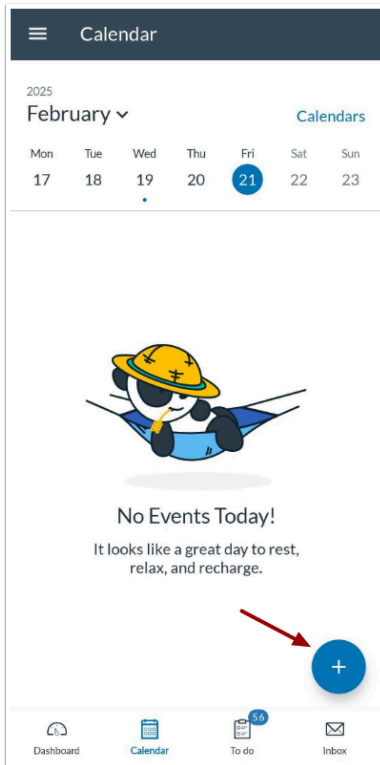 Calendar
2025
February
Calendars
Mon Tue Wed Thu Fri Sat Sun
17 18 19 20 21 22 23
No Events Today!
It looks like a great day to rest,
relax, and recharge.
+
56
Dashboard Calendar To do Inbox